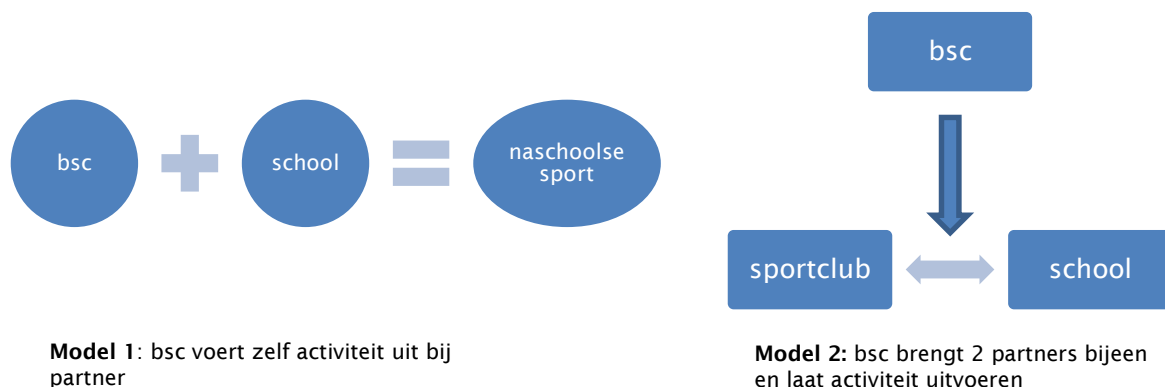 bsc
school
naschoolse
sport
Model 1: bsc voert zelf activiteit uit bij
partner
bsc
sportclub
school
Model 2: bsc brengt 2 partners bijeen
en laat activiteit uitvoeren